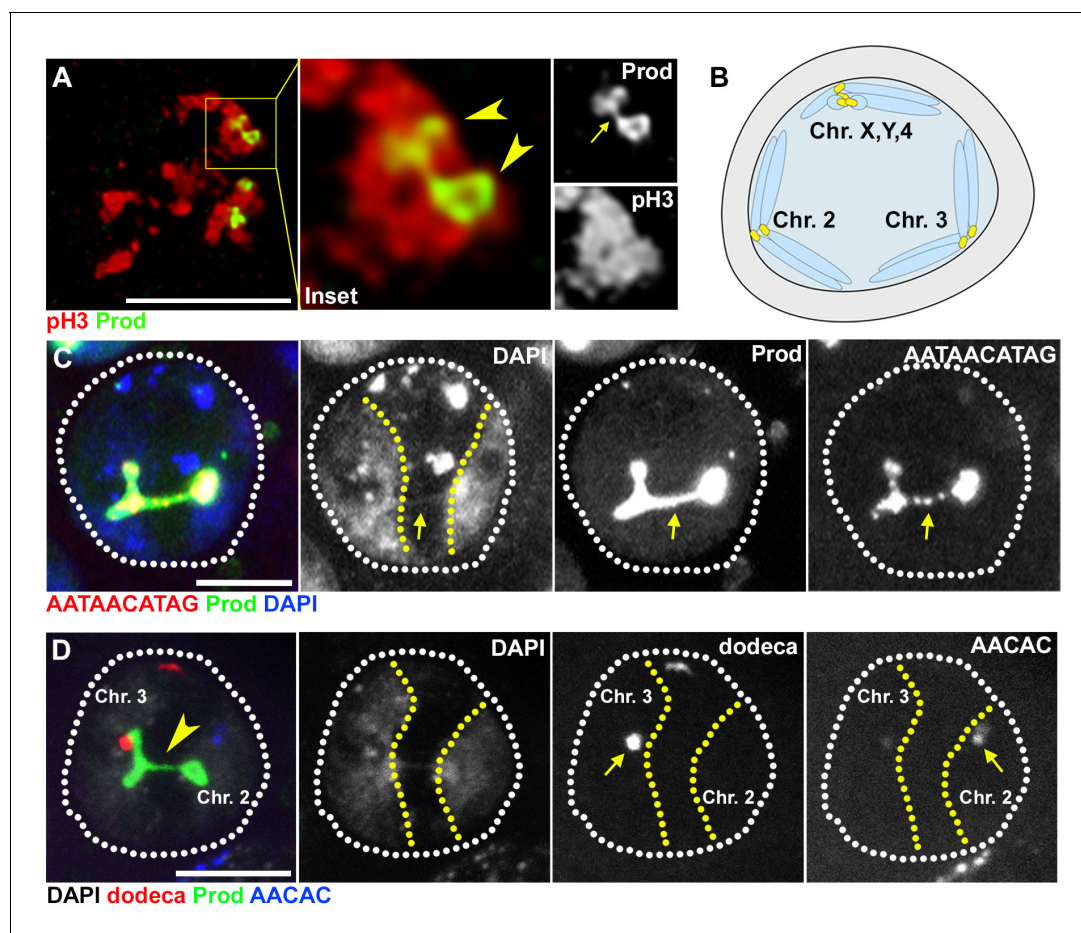 A
Inset
Prod
pH3
pH3 Prod
B
Chr. X,Y,4
Chr. 2
Chr. 3
C
DAPI
Prod
AATAACATAG
AATAACATAG Prod DAPI
D
Chr. 3
Chr. 2
DAPI
dodeca
Chr. 3
Chr. 2
AACAC
Chr. 3
Chr. 2
DAPI dodeca Prod AACAC